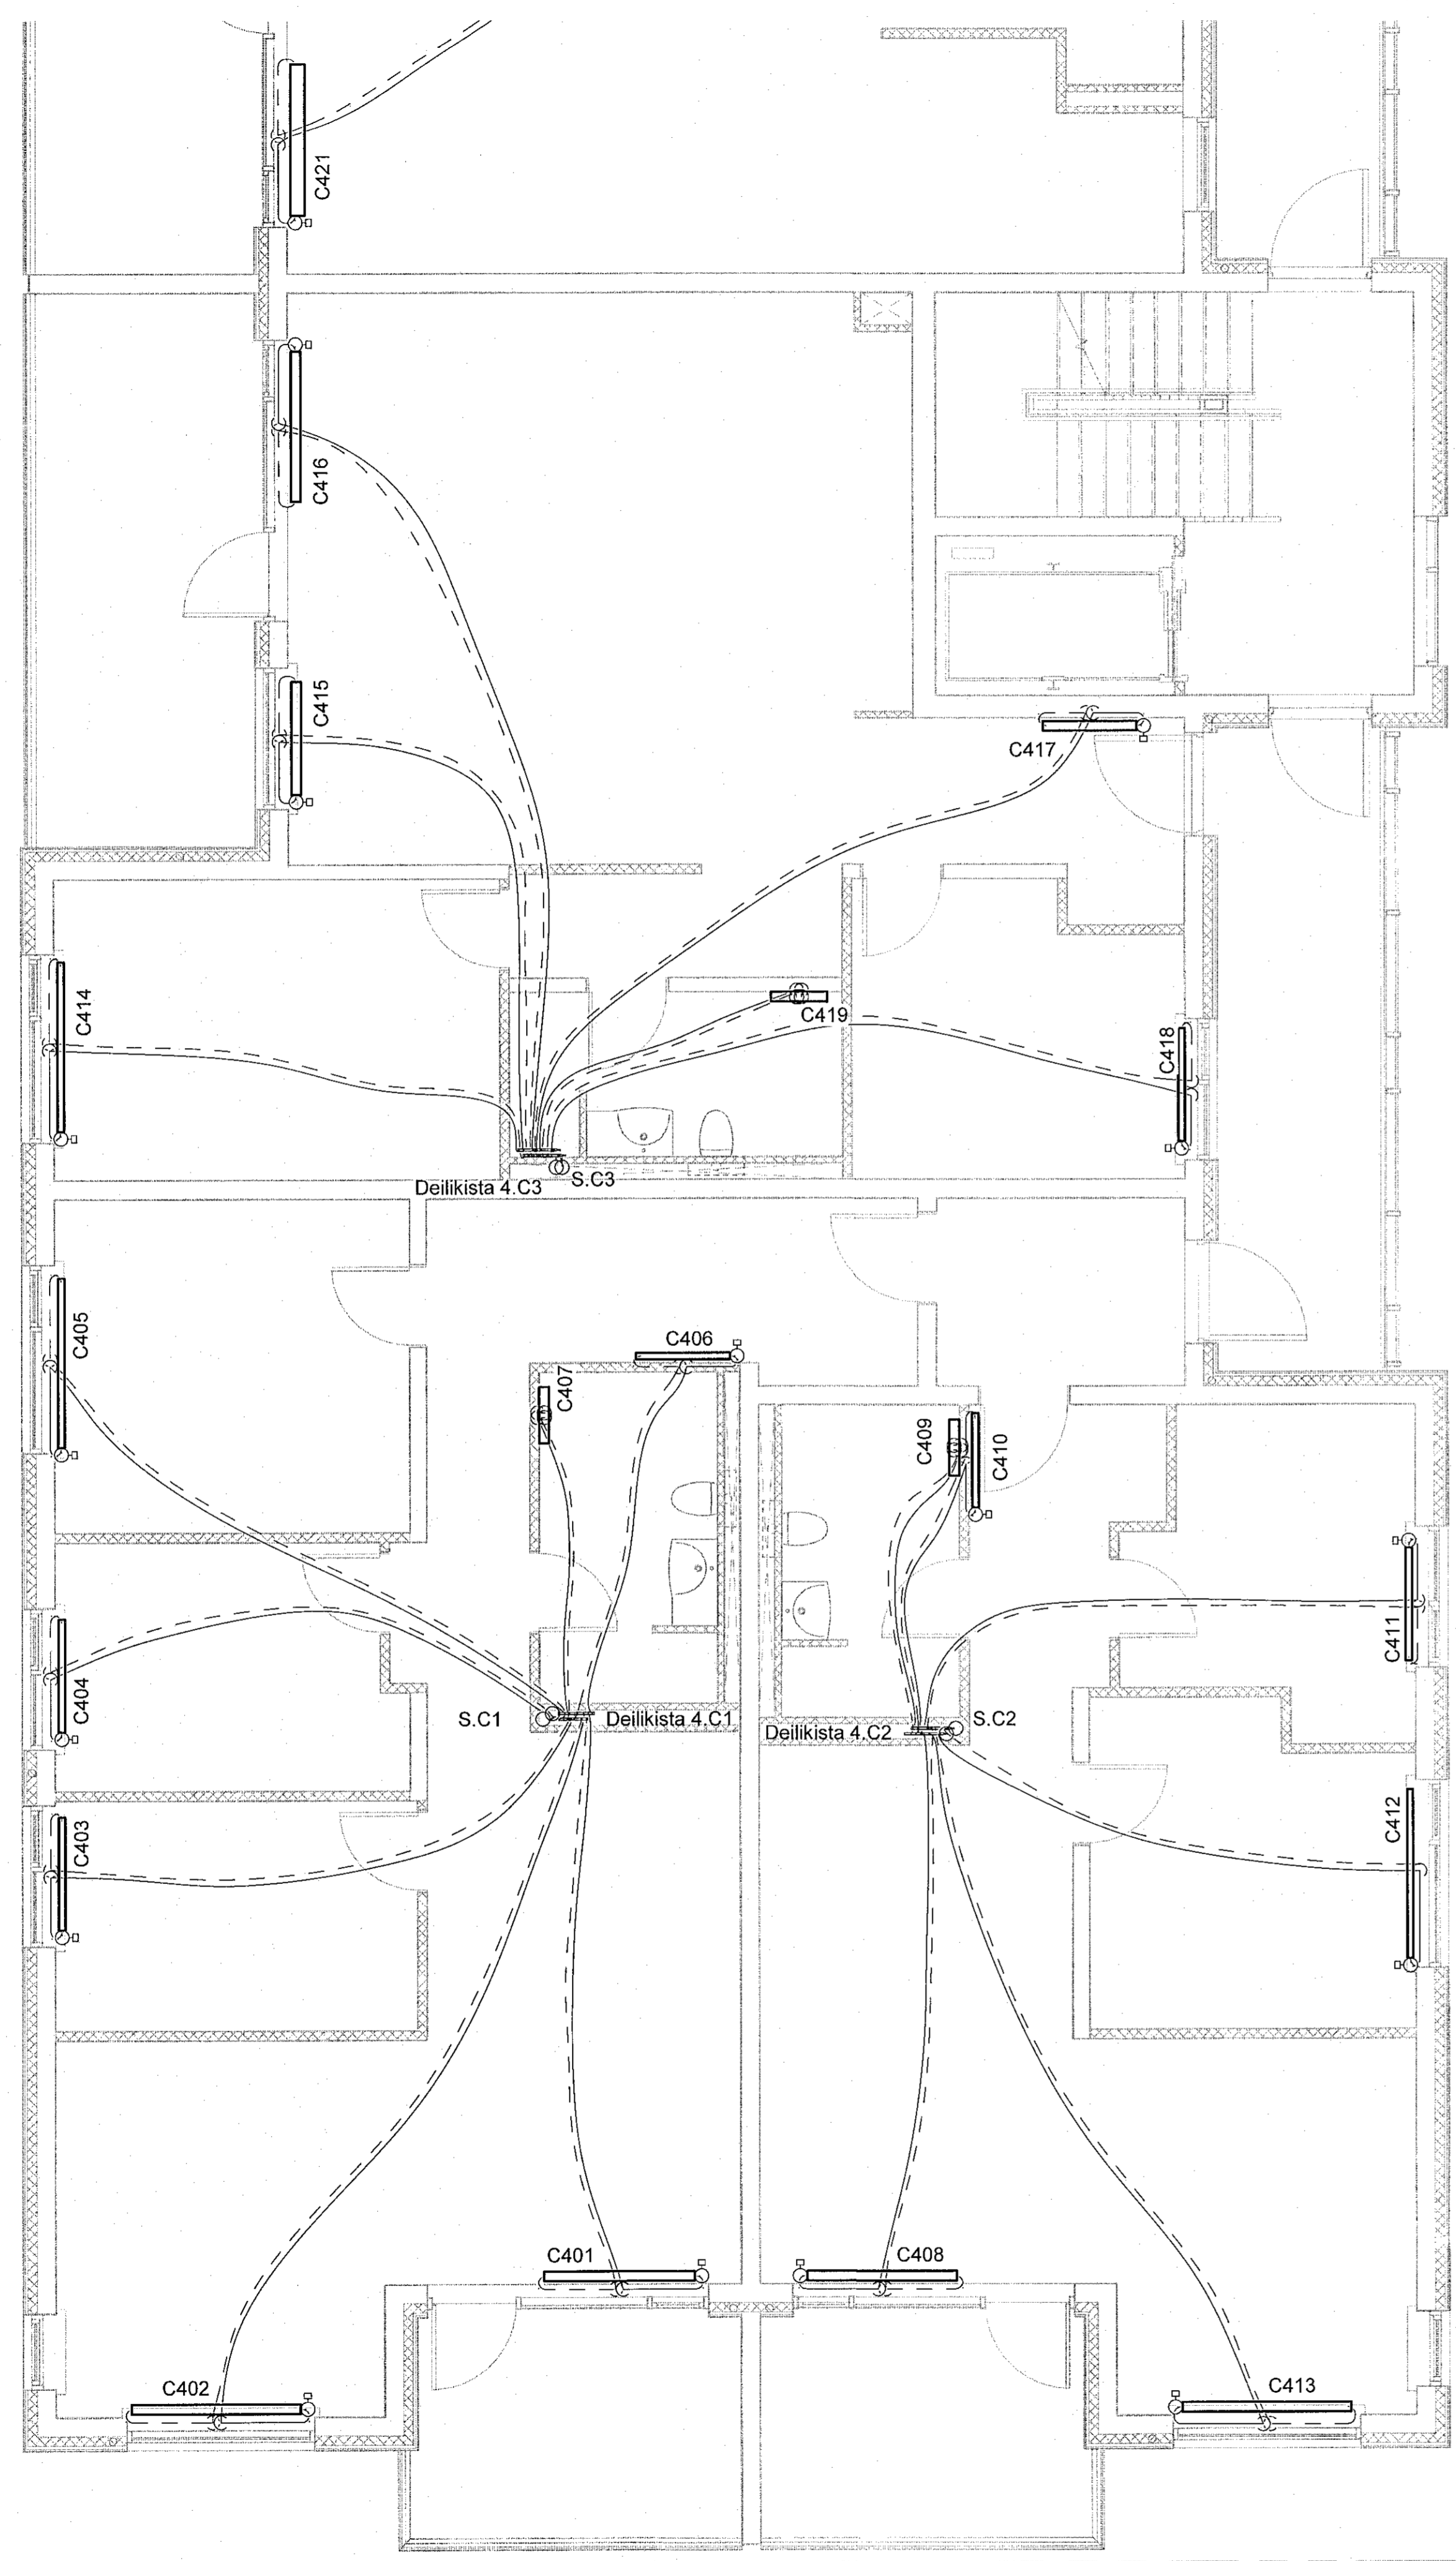 C421
C416
C415
C417
C414
C419
C418
S.C3
Deilikista 4.C3
C405
C406
C407
C409
C410
C411
C404
S.C1
Deilikista 4.C1
S.C2
Deilikista 4.C2
C412
C403
C401
C408
C402
C413